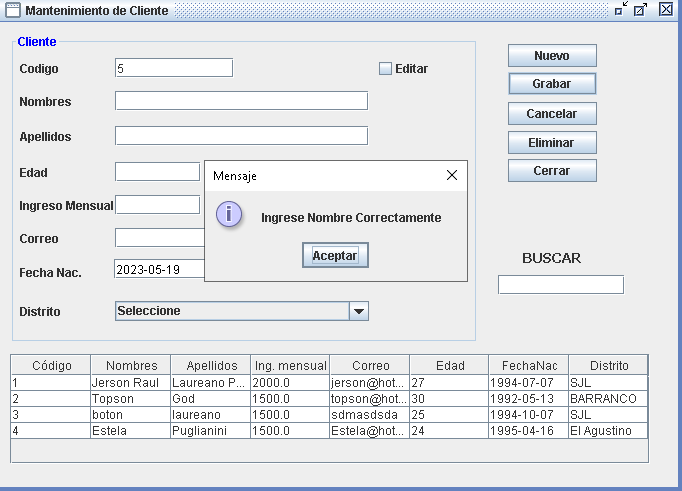 Mantenimiento de Cliente
Cliente
Codigo 5 Editar
Nombres
Apellidos
Edad
Ingreso Mensual
Correo
Fecha Nac. 2023-05-19
Distrito Seleccione
Nuevo
Grabar
Cancelar
Eliminar
Cerrar
BUSCAR
Mensaje
i
Ingrese Nombre Correctamente
Aceptar
Código Nombres Apellidos Ing. mensual Correo Edad FechaNac Distrito
1 Jerson Raul Laureano P... 2000.0 jerson@hot... 27 1994-07-07 SJL
2 Topson God 1500.0 topson@hot... 30 1992-05-13 BARRANCO
3 boton laureano 1500.0 sdmasdsda 25 1994-10-07 SJL
4 Estela Puglianini 1500.0 Estela@hot... 24 1995-04-16 El Agustino